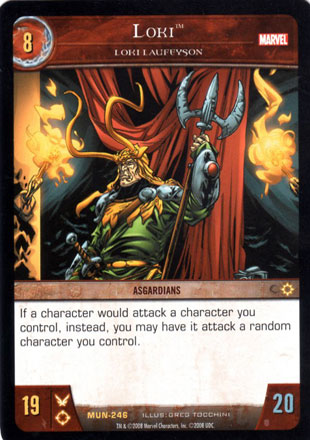 8
LOKI™
LOKI LAUFEYSON
MARVEL
ASGARDIANS
If a character would attack a character you
control, instead, you may have it attack a random
character you control.
19
MUN-246
ILLUS: GREG TOCCHINI
20
TM & ©2008 Marvel Characters, Inc. ©2008 UDC